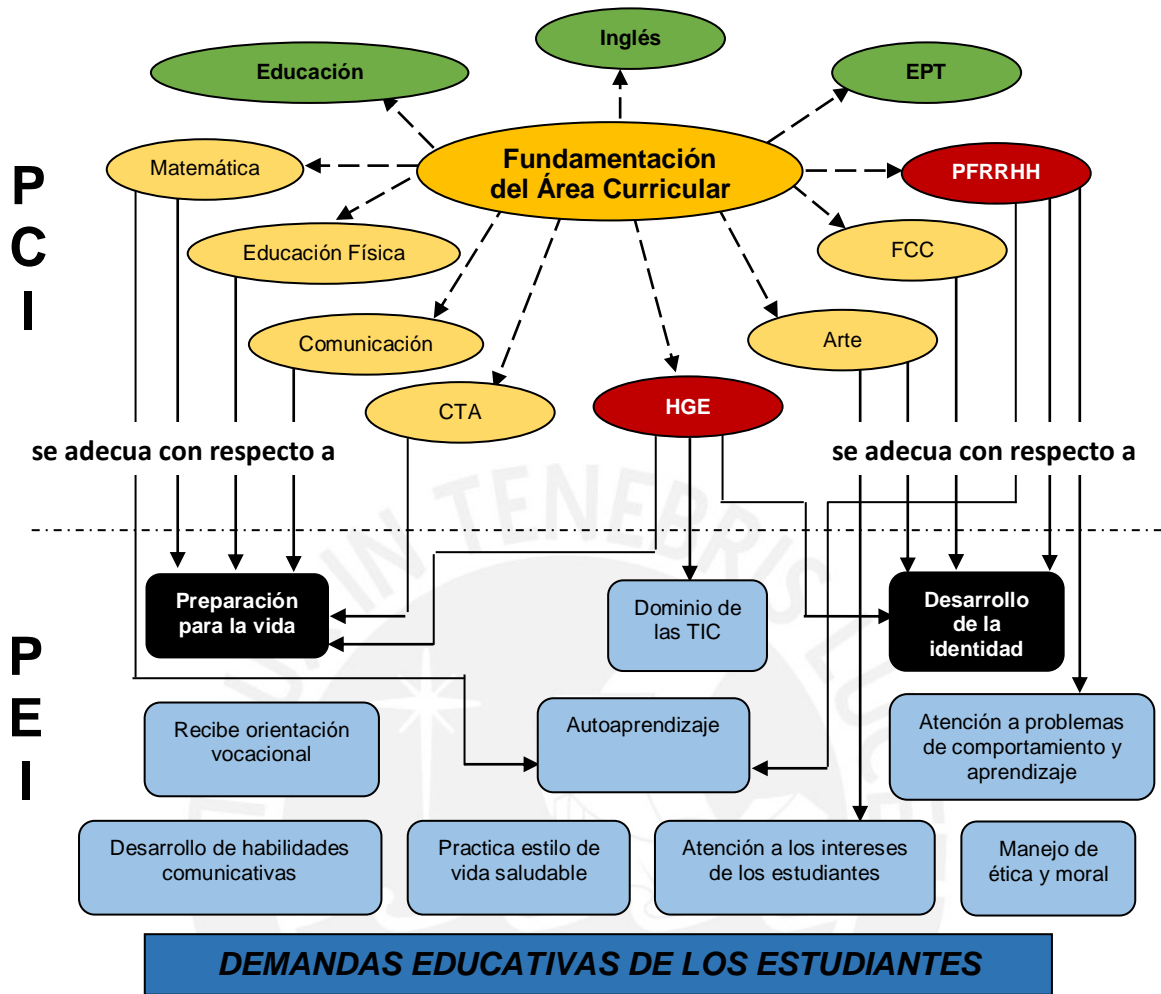 Inglés
Educación
EPT
Fundamentación
del Área Curricular
Matemática
PFRRHH
P
C
I
Educación Física
FCC
Comunicación
Arte
CTA
HGE
se adecua con respecto a
se adecua con respecto a
Preparación
para la vida
Dominio de
las TIC
Desarrollo
de la
identidad
P
E
I
Recibe orientación
vocacional
Autoaprendizaje
Atención a problemas
de comportamiento y
aprendizaje
Desarrollo de habilidades
comunicativas
Practica estilo de
vida saludable
Atención a los intereses
de los estudiantes
Manejo de
ética y moral
DEMANDAS EDUCATIVAS DE LOS ESTUDIANTES